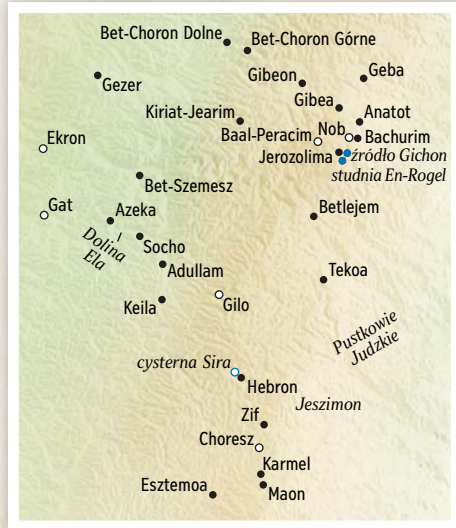 Bet-Choron Dolne
Bet-Choron Górne
Gezer
Gibeon
Geba
Gibea
Kiriat-Jearim
Anatot
Ekron
Baal-Peracim
Nob
Bachurim
Jerozolima
źródło Gichon
studnia En-Rogel
Bet-Szemesz
Gat
Azeka
Betlejem
Dolina
Ela
Socho
Adullam
Tekoa
Keila
Gilo
Pustkowie
Judzkie
cysterna Sira
Hebron
Jeszimon
Zif
Choresz
Karmel
Esztemoa
Maon